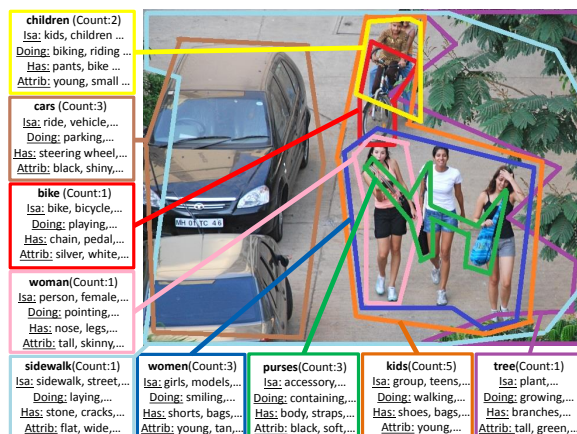 children (Count:2)
Isa: kids, children ...
Doing: biking, riding ...
Has: pants, bike ...
Attrib: young, small ...
cars (Count:3)
Isa: ride, vehicle,...
Doing: parking,...
Has: steering wheel,...
Attrib: black, shiny,...
bike (Count:1)
Isa: bike, bicycle,...
Doing: playing,...
Has: chain, pedal,...
Attrib: silver, white,...
MH 01 TC 4 6
woman(Count:1)
Isa: person, female,...
Doing: pointing,...
Has: nose, legs,...
Attrib: tall, skinny,...
sidewalk(Count:1)
Isa: sidewalk, street,...
Doing: laying,...
Has: stone, cracks,...
Attrib: flat, wide,...
women(Count:3)
Isa: girls, models,...
Doing: smiling,...
Has: shorts, bags,...
Attrib: young, tan,...
purses(Count:3)
Isa: accessory,...
Doing: containing,...
Has: body, straps,...
Attrib: black, soft,...
kids(Count:5)
Isa: group, teens,...
Doing: walking,...
Has: shoes, bags,...
Attrib: young,...
tree(Count:1)
Isa: plant,...
Doing: growing,...
Has: branches,...
Attrib: tall, green,...